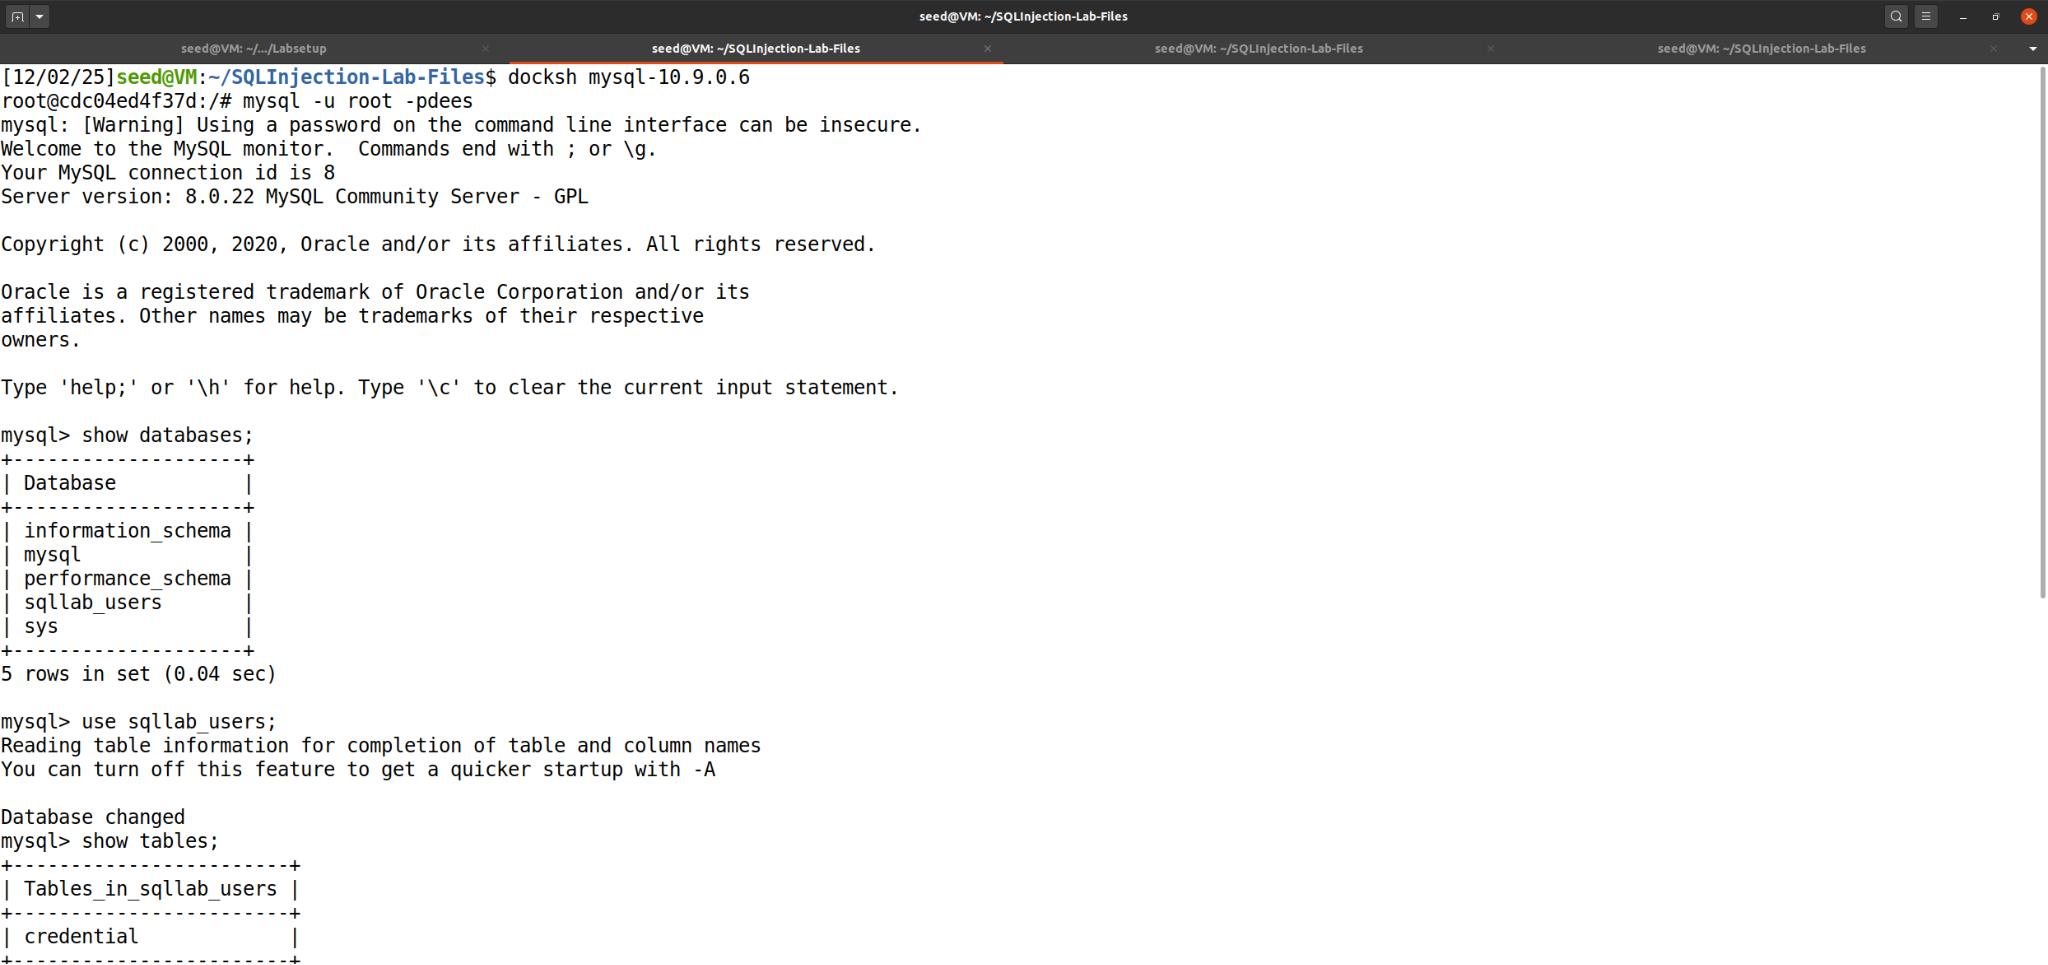 seed@VM: ~/SQLInjection-Lab-Files
seed@VM: ~/.../Labsetup
seed@VM: ~/SQLInjection-Lab-Files
seed@VM: ~/SQLInjection-Lab-Files
seed@VM: ~/SQLInjection-Lab-Files
[12/02/25]seed@VM:~/SQLInjection-Lab-Files$ docksh mysql-10.9.0.6
root@cdc04ed4f37d:/# mysql -u root -pdees
mysql: [Warning] Using a password on the command line interface can be insecure.
Welcome to the MySQL monitor.  Commands end with ; or \g.
Your MySQL connection id is 8
Server version: 8.0.22 MySQL Community Server - GPL

Copyright (c) 2000, 2020, Oracle and/or its affiliates. All rights reserved.

Oracle is a registered trademark of Oracle Corporation and/or its
affiliates. Other names may be trademarks of their respective
owners.

Type 'help;' or '\h' for help. Type '\c' to clear the current input statement.

mysql> show databases;
+--------------------+
| Database           |
+--------------------+
| information_schema |
| mysql              |
| performance_schema |
| sqllab_users       |
| sys                |
+--------------------+
5 rows in set (0.04 sec)

mysql> use sqllab_users;
Reading table information for completion of table and column names
You can turn off this feature to get a quicker startup with -A

Database changed
mysql> show tables;
+------------------------+
| Tables_in_sqllab_users |
+------------------------+
| credential             |
+------------------------+